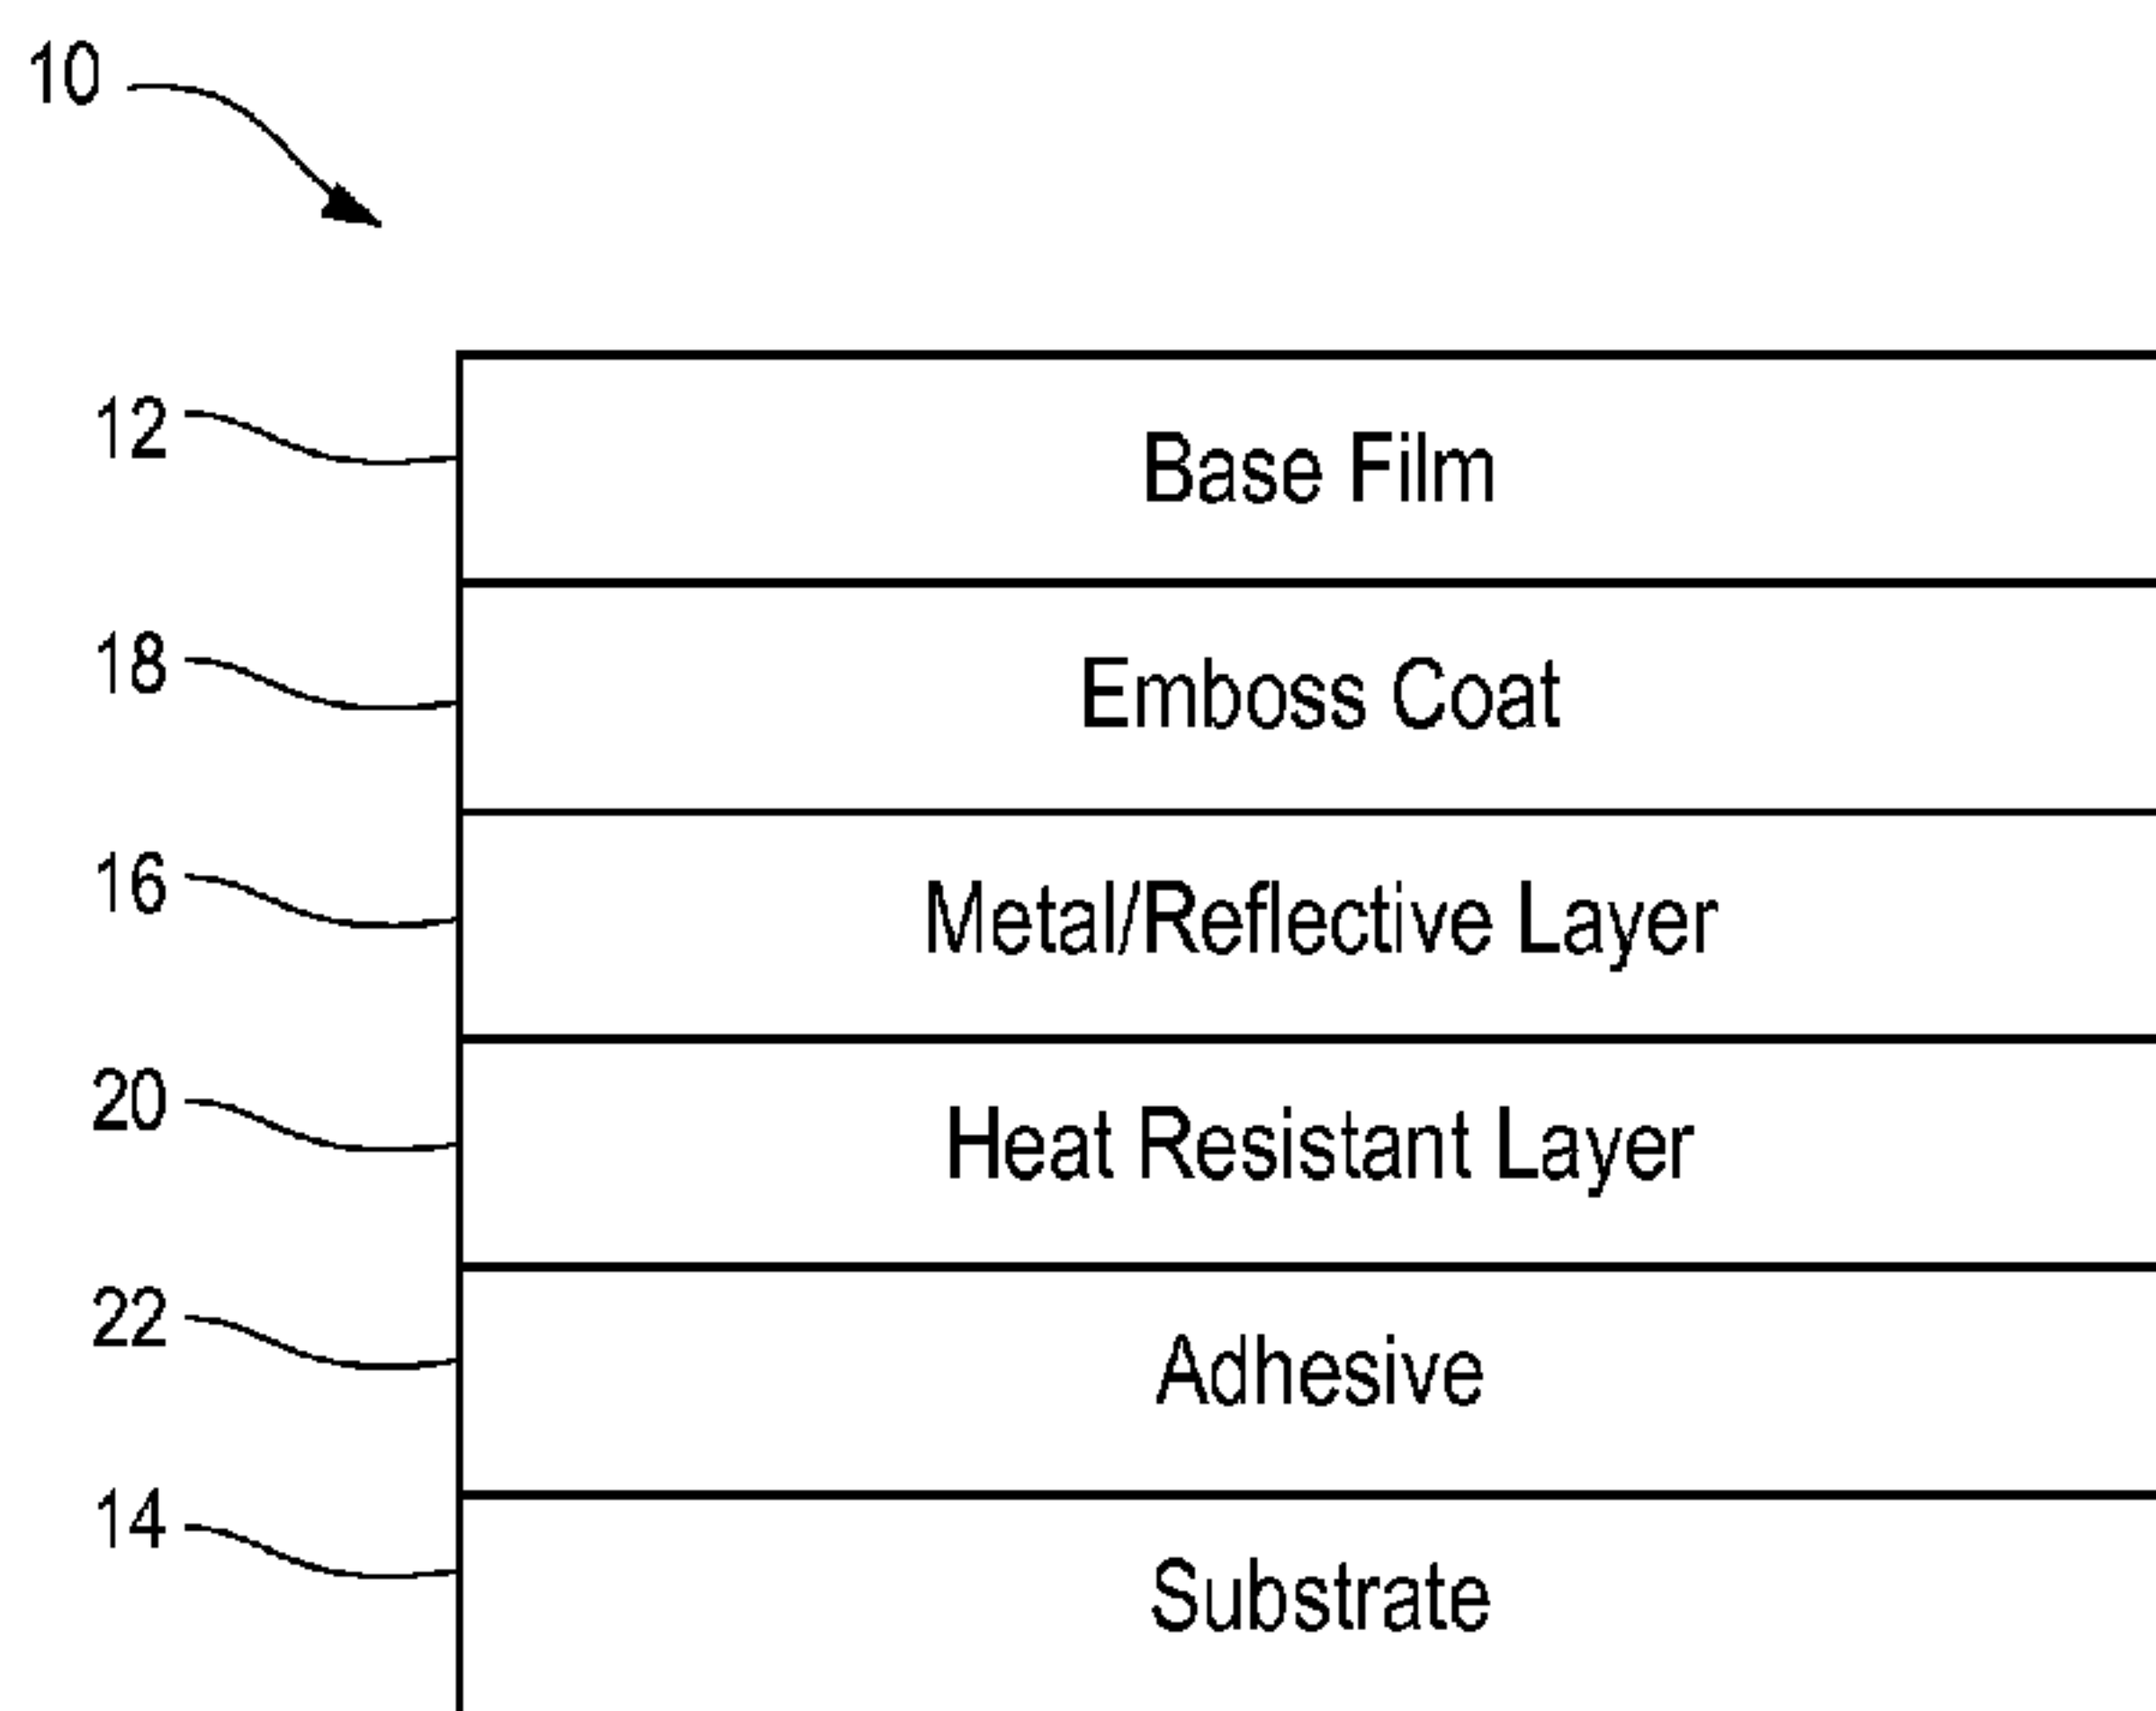 10
12 Base Film
18 Emboss Coat
16 Metal/Reflective Layer
20 Heat Resistant Layer
22 Adhesive
14 Substrate